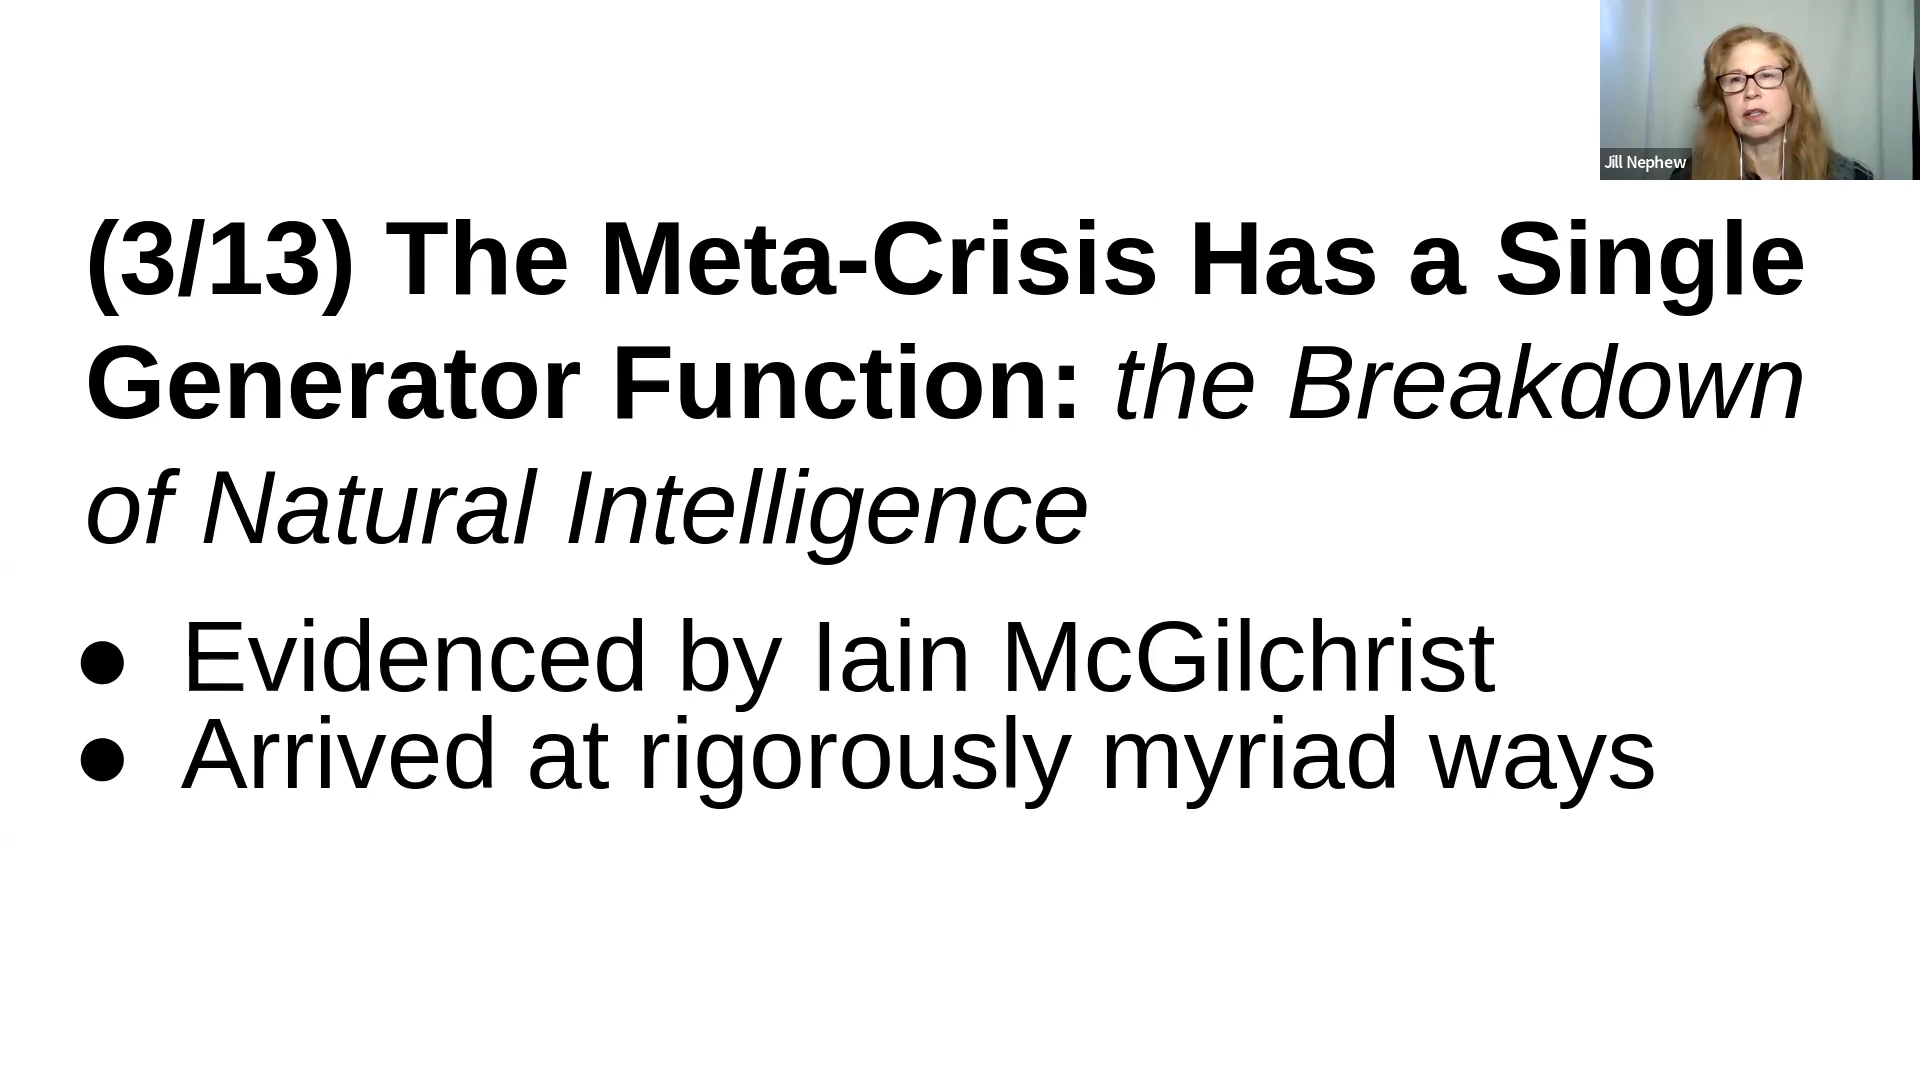 Jill Nephew
(3/13) The Meta-Crisis Has a Single
Generator Function: the Breakdown
of Natural Intelligence
● Evidenced by Iain McGilchrist
● Arrived at rigorously myriad ways